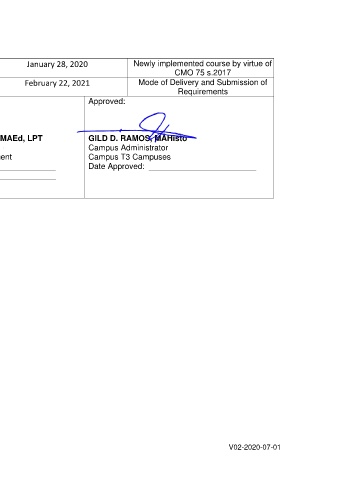 January 28, 2020
Newly implemented course by virtue of
CMO 75 s.2017
February 22, 2021
Mode of Delivery and Submission of
Requirements
Approved:
MAEd, LPT
GILD D. RAMOS, MAHisto
ent
Campus Administrator
Campus T3 Campuses
Date Approved:
V02-2020-07-01